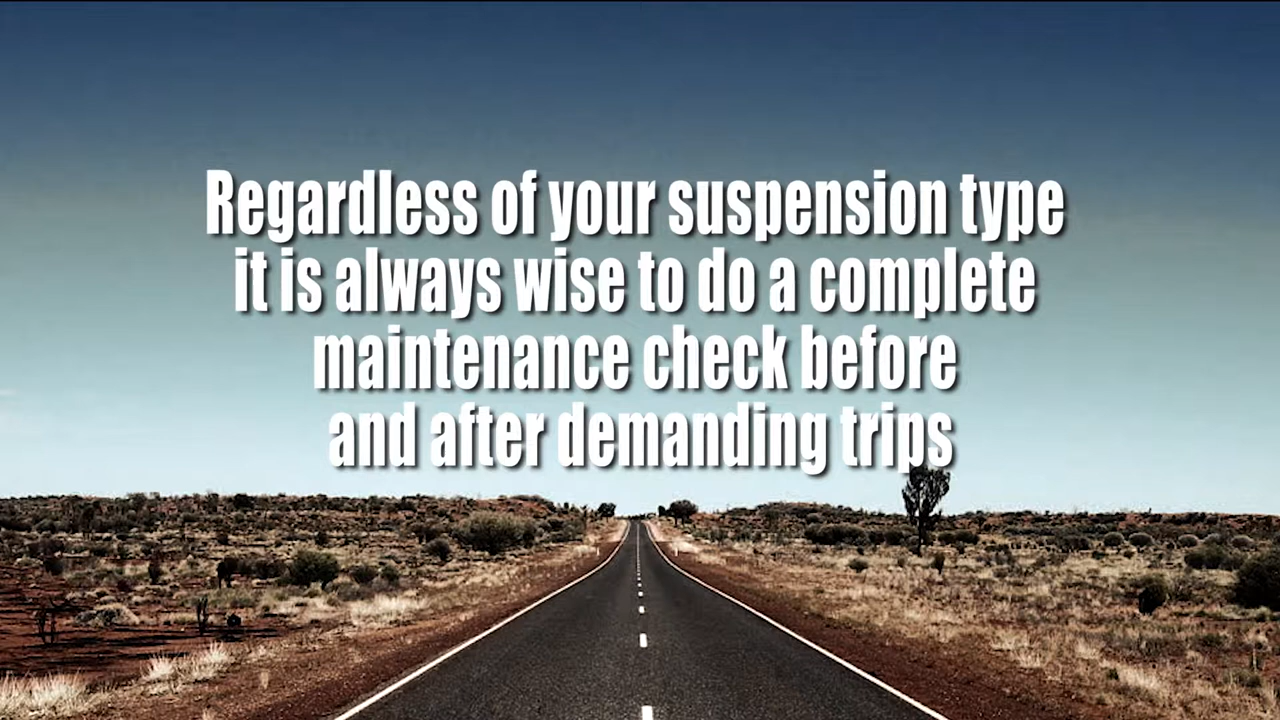 Regardless of your suspension type
it is always wise to do a complete
maintenance check before
and after demanding trips